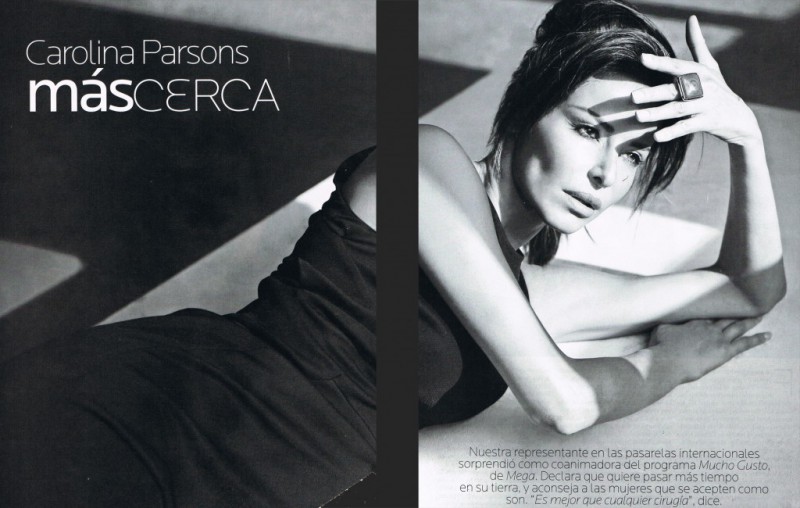 Carolina Parsons
másCERCA
Nuestra representante en las pasarelas internacionales
sorprendió como coanimadora del programa Mucho Gusto,
de Mega. Declara que quiere pasar más tiempo
en su tierra, y aconseja a las mujeres que se acepten como
son. "Es mejor que cualquier cirugía", dice.